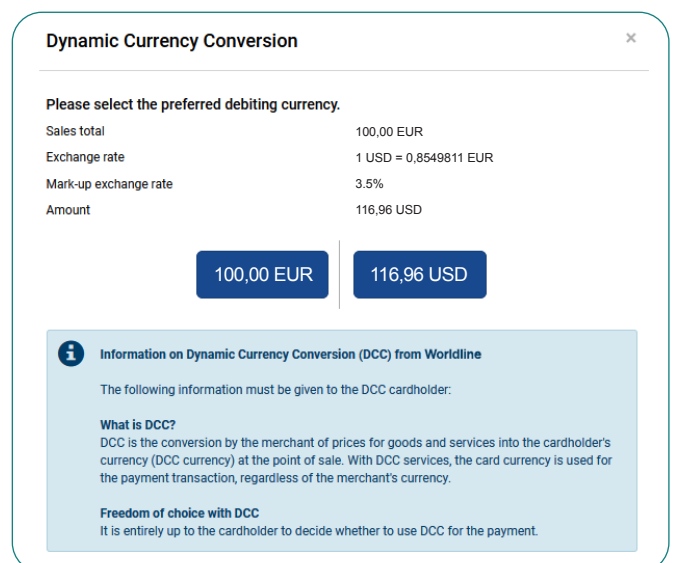 Dynamic Currency Conversion ×
Please select the preferred debiting currency.
Sales total 100,00 EUR
Exchange rate 1 USD = 0,8549811 EUR
Mark-up exchange rate 3.5%
Amount 116,96 USD
100,00 EUR 116,96 USD
Information on Dynamic Currency Conversion (DCC) from Worldline
The following information must be given to the DCC cardholder:
What is DCC?
DCC is the conversion by the merchant of prices for goods and services into the cardholder's
currency (DCC currency) at the point of sale. With DCC services, the card currency is used for
the payment transaction, regardless of the merchant's currency.
Freedom of choice with DCC
It is entirely up to the cardholder to decide whether to use DCC for the payment.